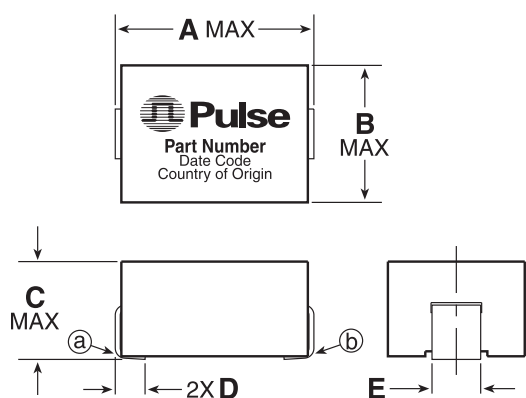 A MAX
Pulse
Part Number
Date Code
Country of Origin
B
MAX
C
MAX
a
b
2X D
E